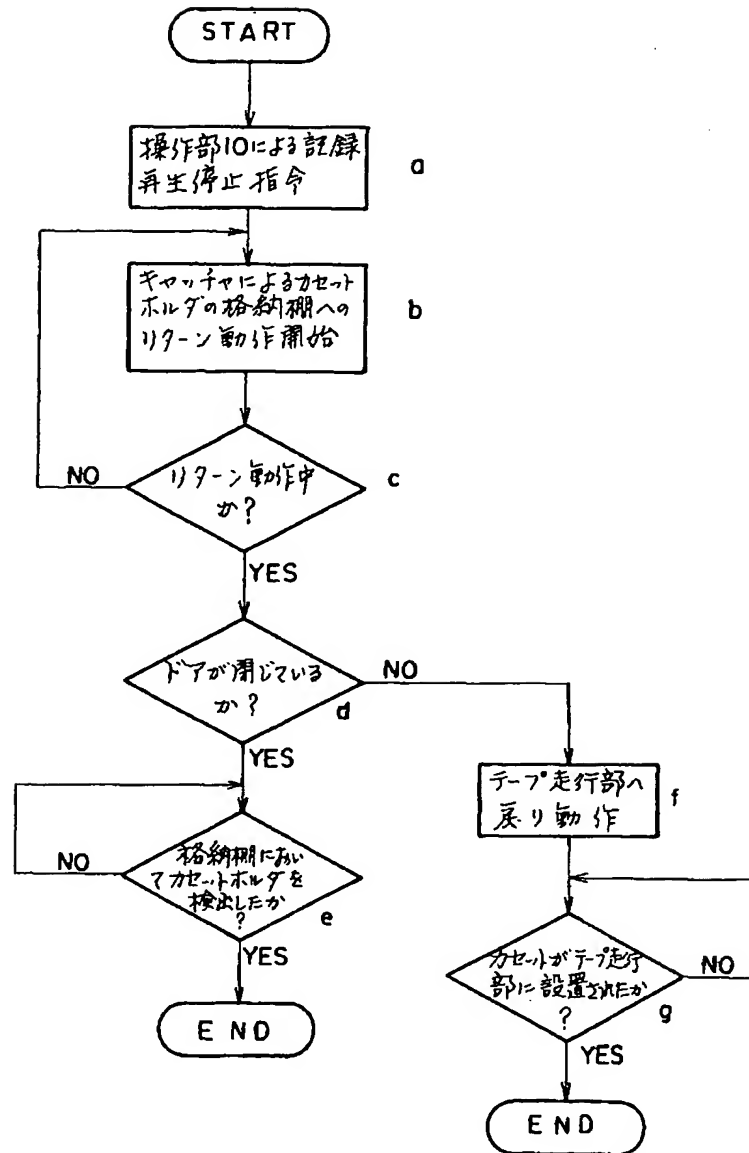 START
操作部10による記録
再生停止指令
a
キャッチャによるカセット
ホルダの格納棚への
リターン動作開始
b
リターン動作中
か?
c
NO
YES
ドアが閉じている
か?
d
NO
YES
格納棚におい
てカセットホルダを
検出したか
?
e
NO
YES
END
テープ走行部へ
戻り動作
f
カセットがテープ走行
部に設置されたか
?
g
NO
YES
END